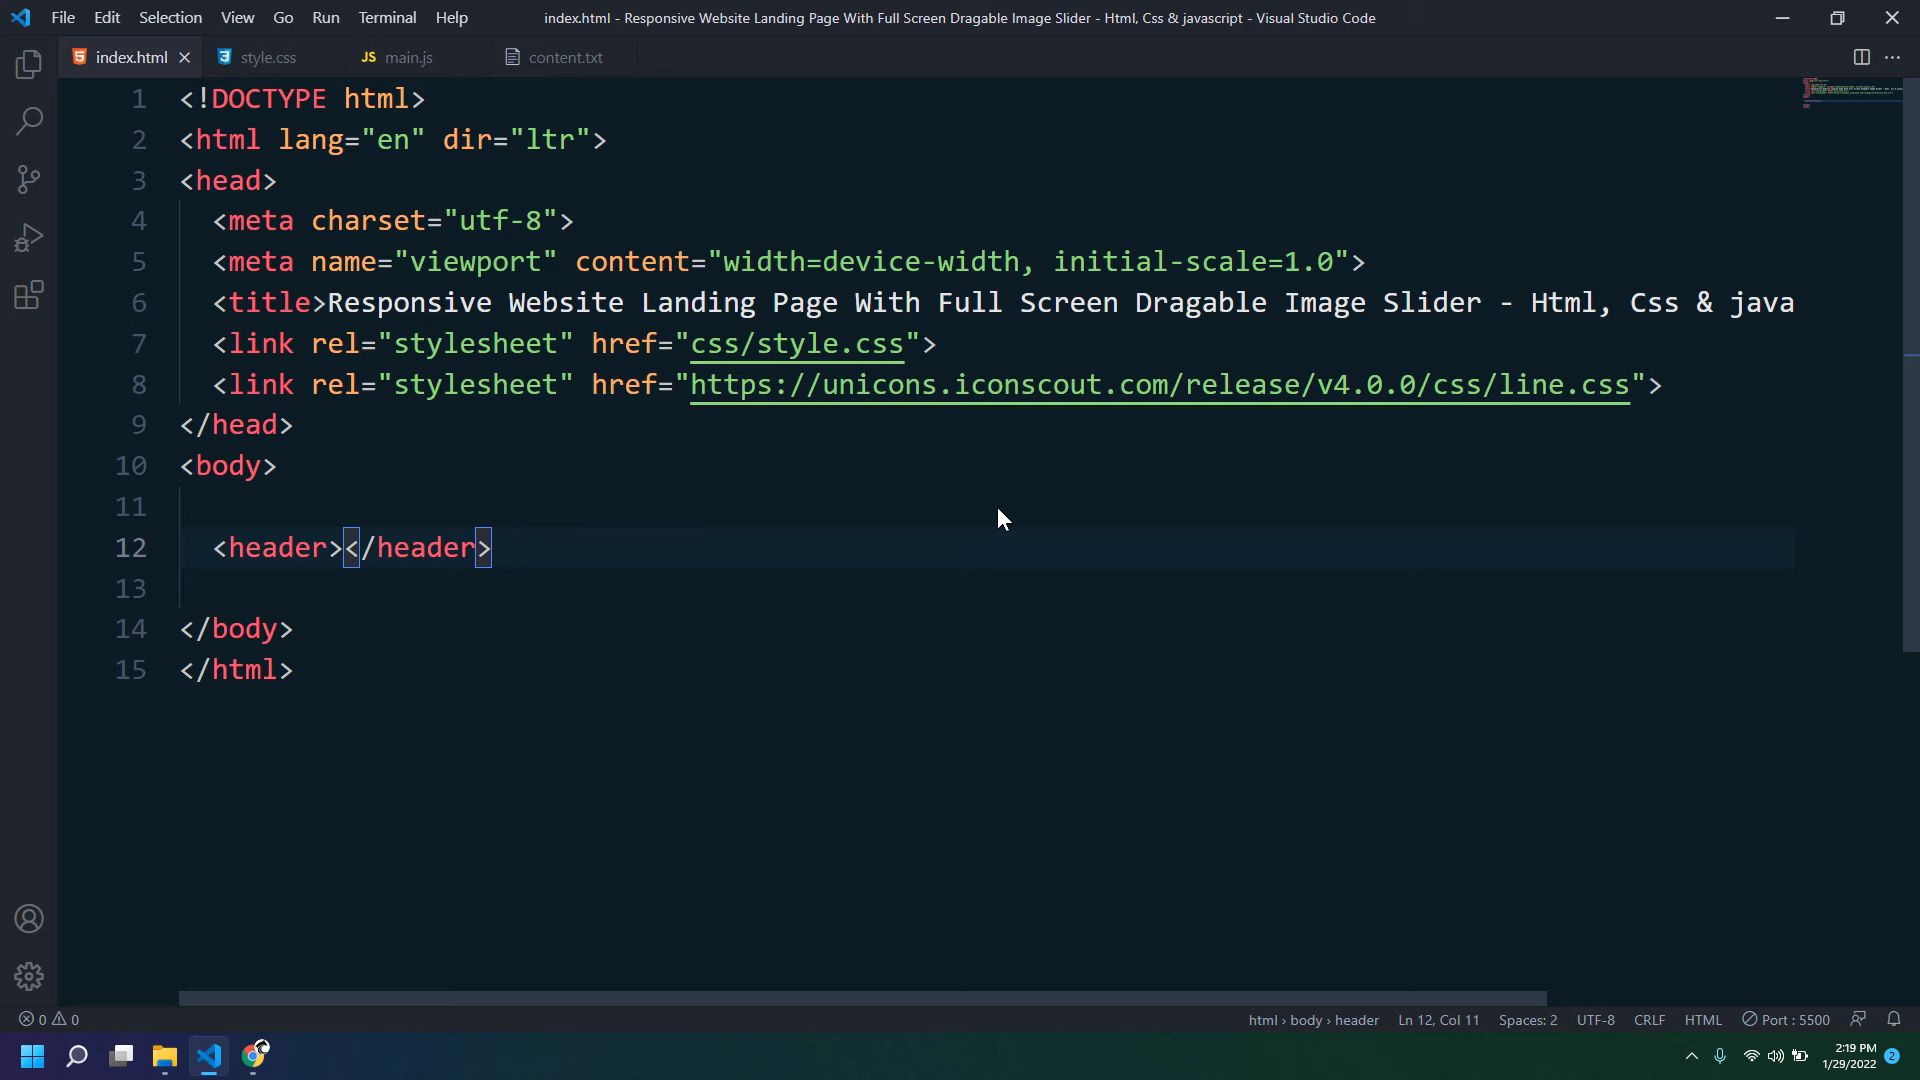 File Edit Selection View Go Run Terminal Help
index.html - Responsive Website Landing Page With Full Screen Dragable Image Slider - Html, Css & javascript - Visual Studio Code
index.html style.css JS main.js content.txt
1 <!DOCTYPE html>
2 <html lang="en" dir="ltr">
3 <head>
4 <meta charset="utf-8">
5 <meta name="viewport" content="width=device-width, initial-scale=1.0">
6 <title>Responsive Website Landing Page With Full Screen Dragable Image Slider - Html, Css & java
7 <link rel="stylesheet" href="css/style.css">
8 <link rel="stylesheet" href="https://unicons.iconscout.com/release/v4.0.0/css/line.css">
9 </head>
10 <body>
11
12 <header></header>
13
14 </body>
15 </html>
0 0
html › body › header Ln 12, Col 11 Spaces: 2 UTF-8 CRLF HTML Port : 5500
2:19 PM
1/29/2022
2